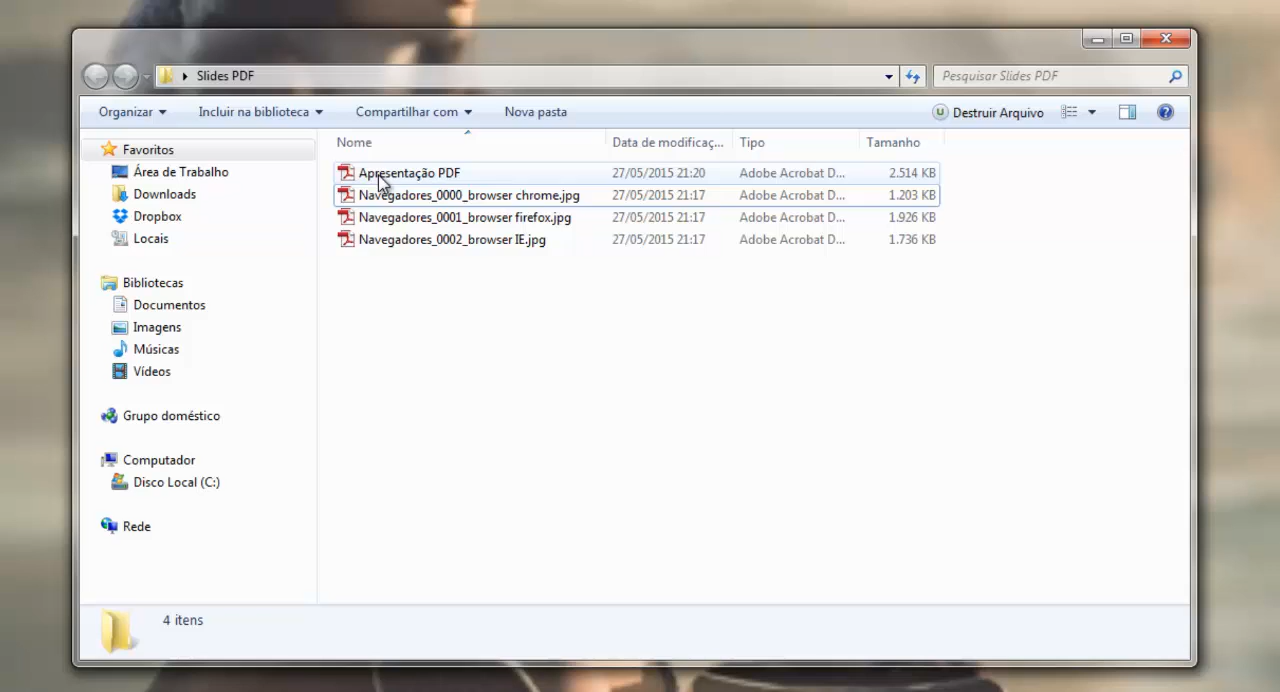 Slides PDF
Pesquisar Slides PDF
Organizar Incluir na biblioteca Compartilhar com Nova pasta Destruir Arquivo
Favoritos
Área de Trabalho
Downloads
Dropbox
Locais
Bibliotecas
Documentos
Imagens
Músicas
Vídeos
Grupo doméstico
Computador
Disco Local (C:)
Rede
Nome Data de modificaç... Tipo Tamanho
Apresentação PDF 27/05/2015 21:20 Adobe Acrobat D... 2.514 KB
Navegadores_0000_browser chrome.jpg 27/05/2015 21:17 Adobe Acrobat D... 1.203 KB
Navegadores_0001_browser firefox.jpg 27/05/2015 21:17 Adobe Acrobat D... 1.926 KB
Navegadores_0002_browser IE.jpg 27/05/2015 21:17 Adobe Acrobat D... 1.736 KB
4 itens